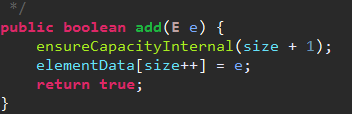 */
public boolean add(E e) {
    ensureCapacityInternal(size + 1);
    elementData[size++] = e;
    return true;
}